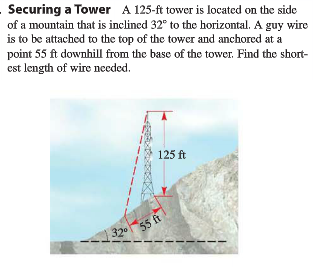 . Securing a Tower A 125-ft tower is located on the side
of a mountain that is inclined 32° to the horizontal. A guy wire
is to be attached to the top of the tower and anchored at a
point 55 ft downhill from the base of the tower. Find the short-
est length of wire needed.
125 ft
32° 55 ft